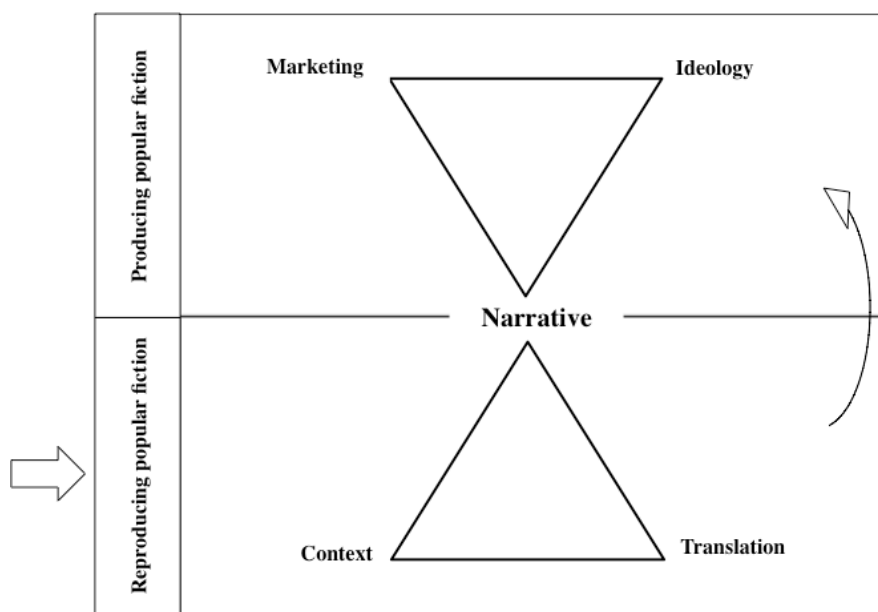 Marketing
Ideology
Producing popular fiction
Narrative
Reproducing popular fiction
Context
Translation